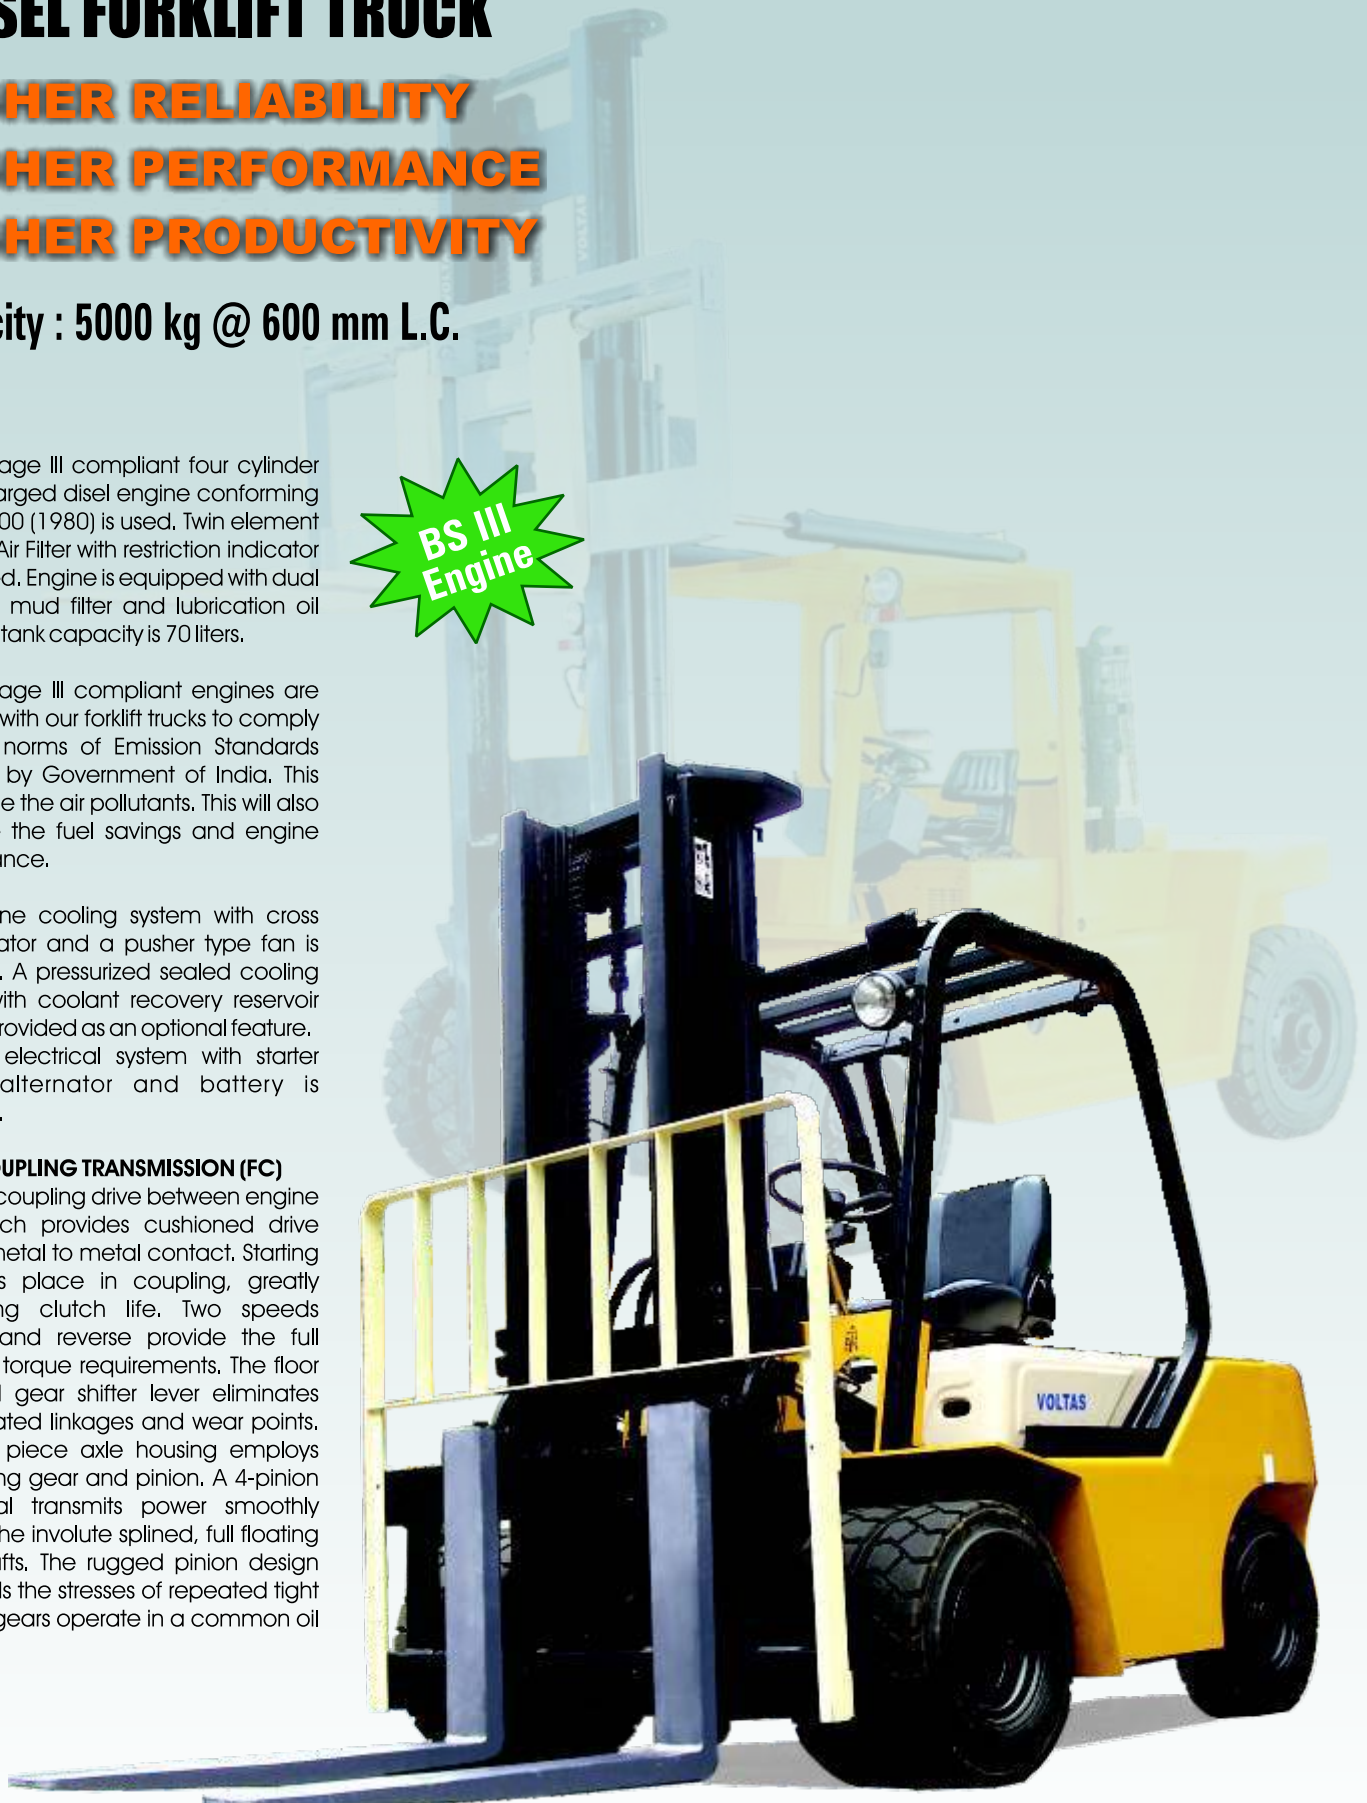 SEL FORKLIFT TRUCK
HER RELIABILITY
HER PERFORMANCE
HER PRODUCTIVITY
city : 5000 kg @ 600 mm L.C.
age III compliant four cylinder
arged disel engine conforming
00 (1980) is used. Twin element
Air Filter with restriction indicator
ed. Engine is equipped with dual
mud filter and lubrication oil
tank capacity is 70 liters.
age III compliant engines are
with our forklift trucks to comply
norms of Emission Standards
by Government of India. This
e the air pollutants. This will also
the fuel savings and engine
ance.
ne cooling system with cross
ator and a pusher type fan is
. A pressurized sealed cooling
with coolant recovery reservoir
rovided as an optional feature.
electrical system with starter
alternator and battery is
.
OUPLING TRANSMISSION (FC)
coupling drive between engine
ch provides cushioned drive
metal to metal contact. Starting
s place in coupling, greatly
ng clutch life. Two speeds
and reverse provide the full
torque requirements. The floor
d gear shifter lever eliminates
ated linkages and wear points.
piece axle housing employs
ng gear and pinion. A 4-pinion
al transmits power smoothly
he involute splined, full floating
afts. The rugged pinion design
ds the stresses of repeated tight
gears operate in a common oil
BS III
Engine
VOLTAS
VOLTAS